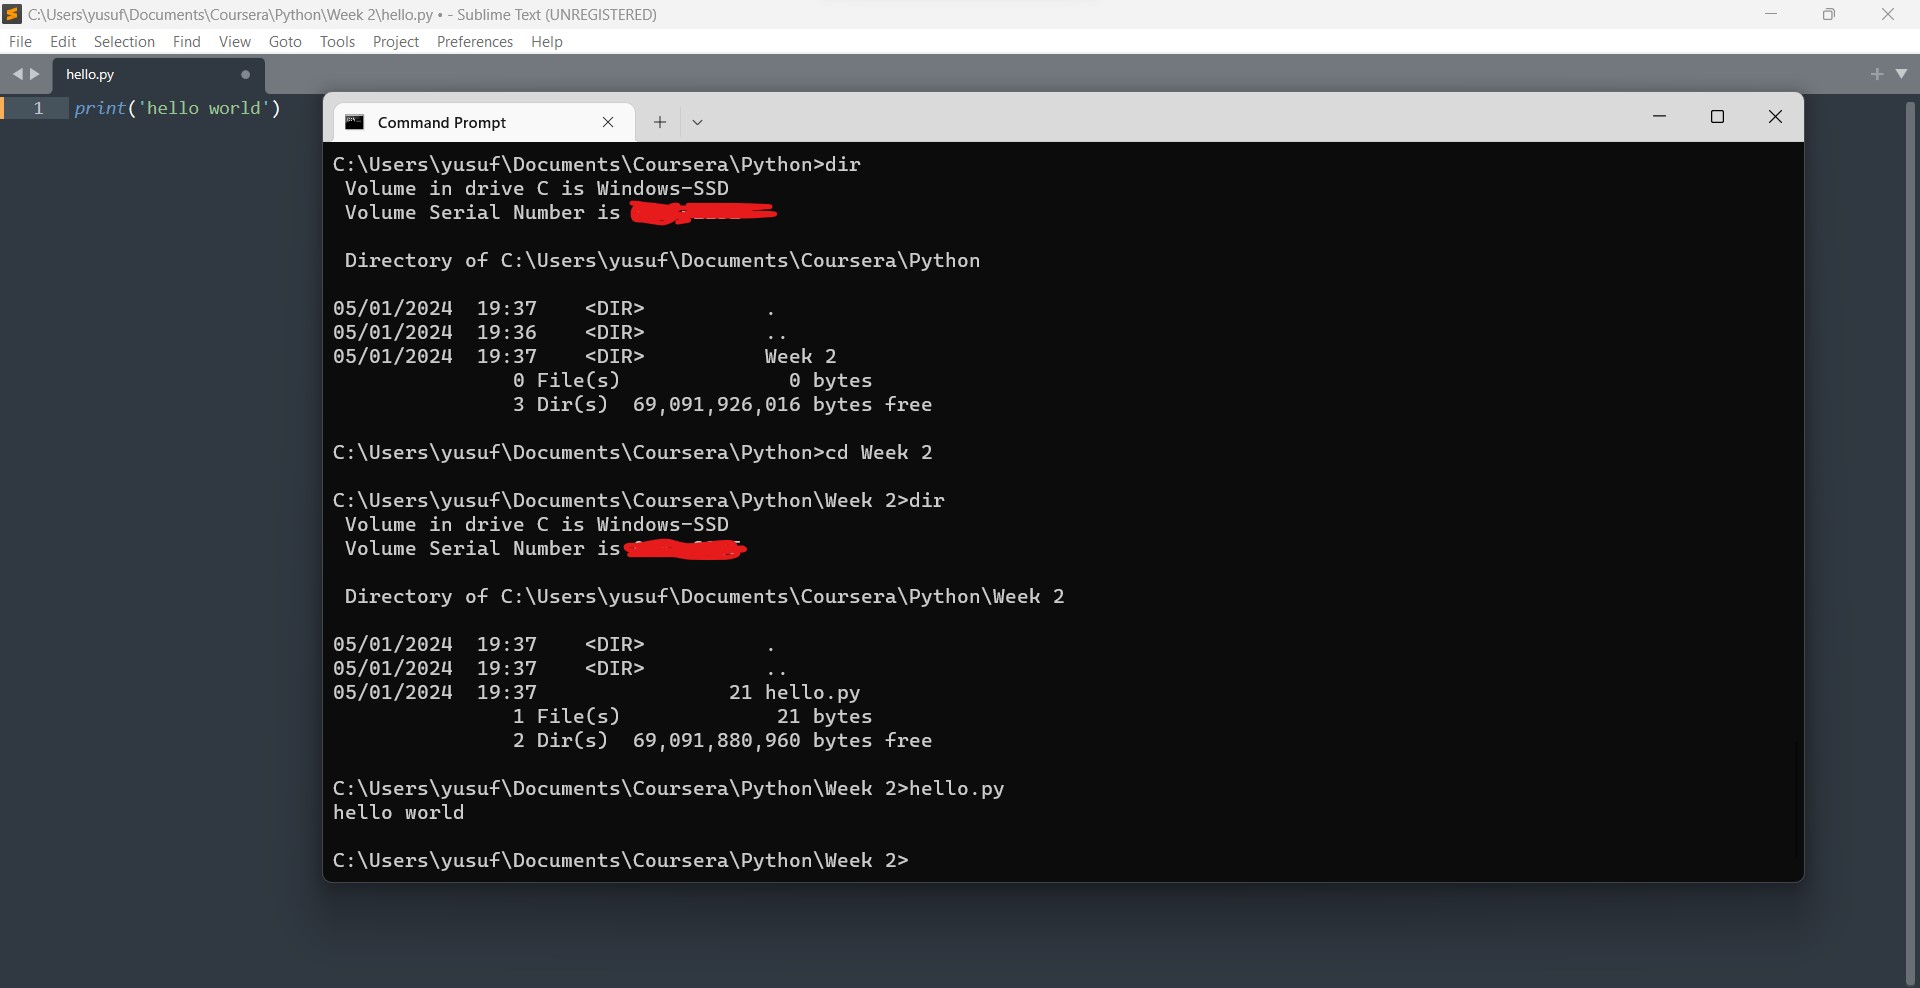 C:\Users\yusuf\Documents\Coursera\Python\Week 2\hello.py • - Sublime Text (UNREGISTERED)
File Edit Selection Find View Goto Tools Project Preferences Help
hello.py
1 print('hello world')
Command Prompt
C:\Users\yusuf\Documents\Coursera\Python>dir
Volume in drive C is Windows-SSD
Volume Serial Number is
Directory of C:\Users\yusuf\Documents\Coursera\Python
05/01/2024 19:37 <DIR> .
05/01/2024 19:36 <DIR> ..
05/01/2024 19:37 <DIR> Week 2
0 File(s) 0 bytes
3 Dir(s) 69,091,926,016 bytes free
C:\Users\yusuf\Documents\Coursera\Python>cd Week 2
C:\Users\yusuf\Documents\Coursera\Python\Week 2>dir
Volume in drive C is Windows-SSD
Volume Serial Number is
Directory of C:\Users\yusuf\Documents\Coursera\Python\Week 2
05/01/2024 19:37 <DIR> .
05/01/2024 19:37 <DIR> ..
05/01/2024 19:37 21 hello.py
1 File(s) 21 bytes
2 Dir(s) 69,091,880,960 bytes free
C:\Users\yusuf\Documents\Coursera\Python\Week 2>hello.py
hello world
C:\Users\yusuf\Documents\Coursera\Python\Week 2>